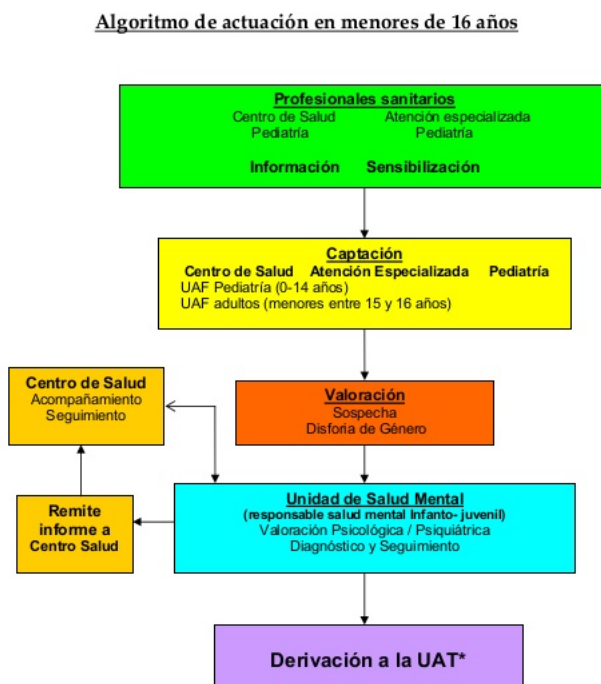 Algoritmo de actuación en menores de 16 años
Profesionales sanitarios
Centro de Salud Atención especializada
Pediatría Pediatría
Información Sensibilización
Captación
Centro de Salud Atención Especializada Pediatría
UAF Pediatría (0-14 años)
UAF adultos (menores entre 15 y 16 años)
Centro de Salud
Acompañamiento
Seguimiento
Valoración
Sospecha
Disforia de Género
Remite
informe a
Centro Salud
Unidad de Salud Mental
(responsable salud mental Infanto- juvenil)
Valoración Psicológica / Psiquiátrica
Diagnóstico y Seguimiento
Derivación a la UAT*